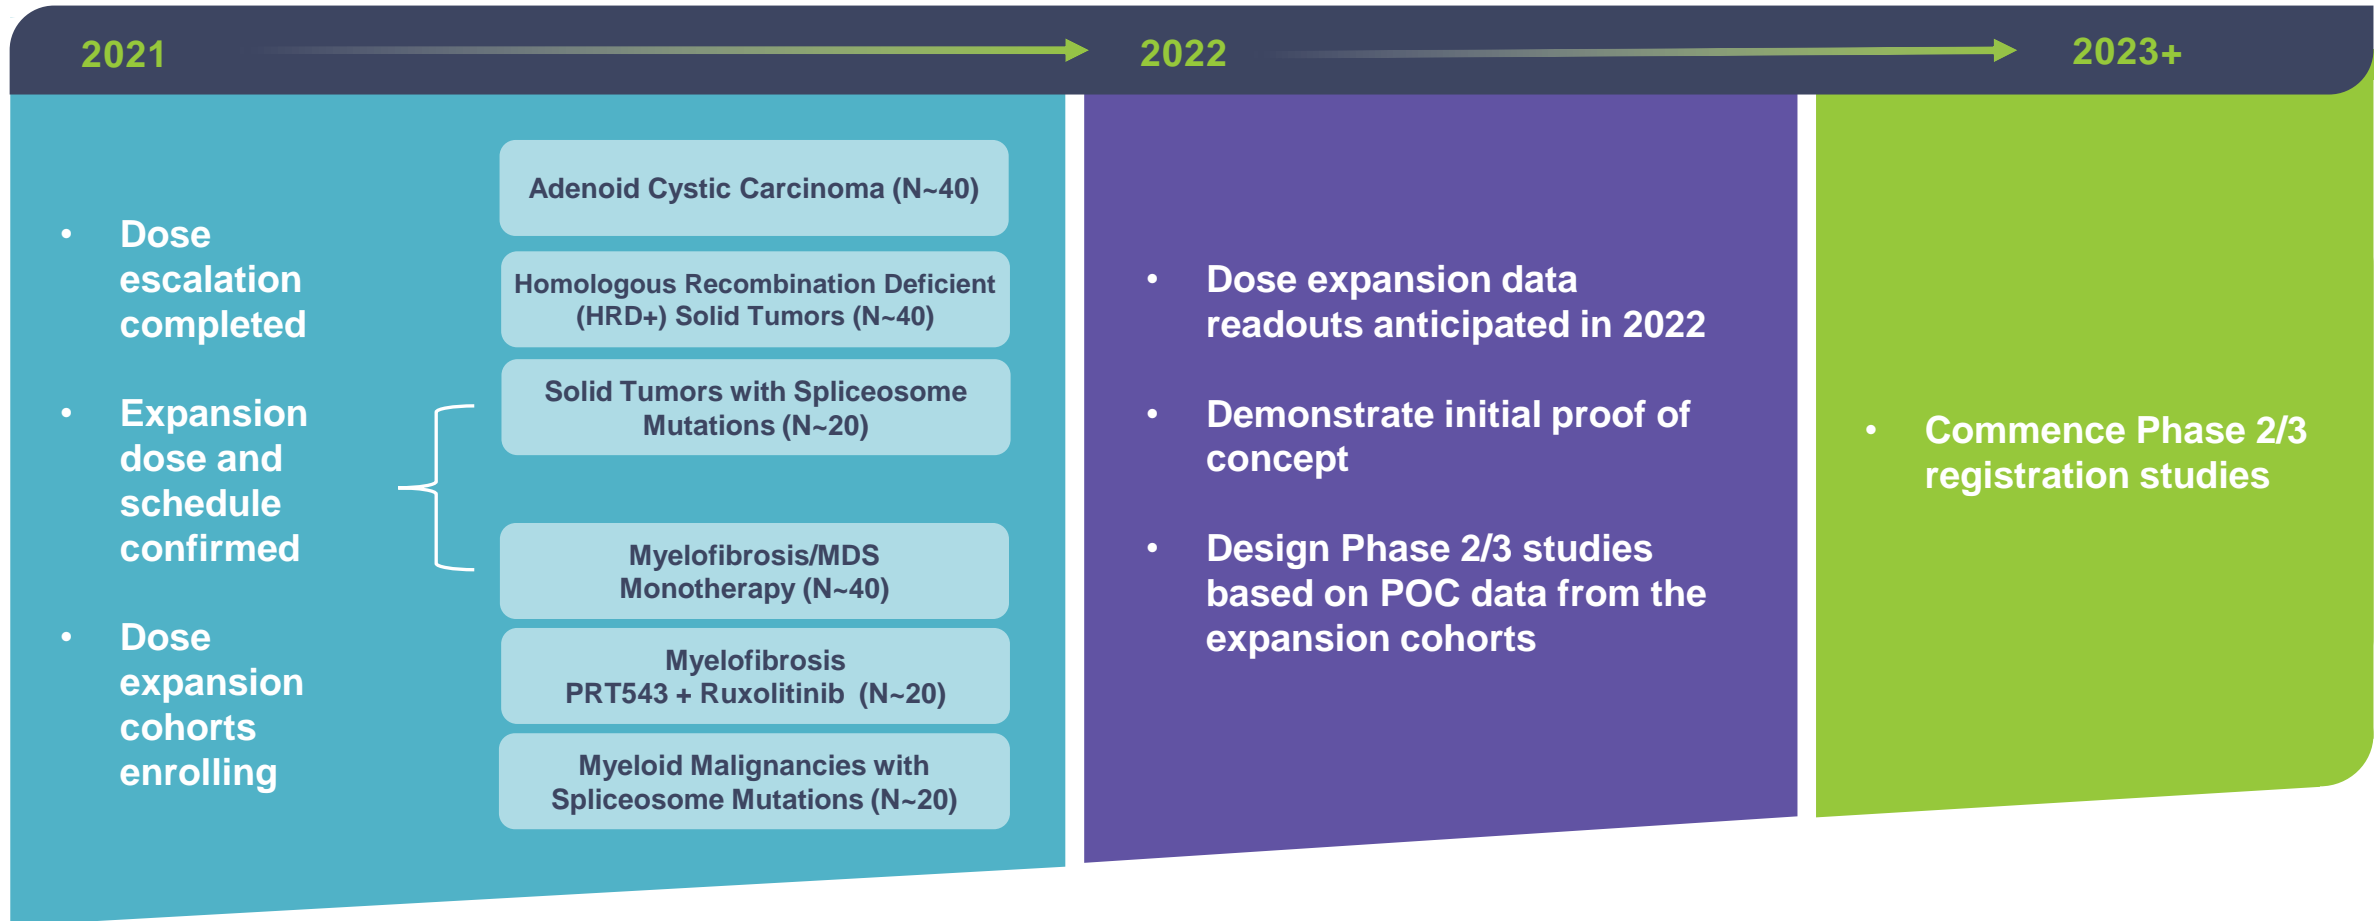 2021
2022
2023+
• Dose
escalation
completed
• Expansion
dose and
schedule
confirmed
• Dose
expansion
cohorts
enrolling
Adenoid Cystic Carcinoma (N~40)
Homologous Recombination Deficient
(HRD+) Solid Tumors (N~40)
Solid Tumors with Spliceosome
Mutations (N~20)
Myelofibrosis/MDS
Monotherapy (N~40)
Myelofibrosis
PRT543 + Ruxolitinib (N~20)
Myeloid Malignancies with
Spliceosome Mutations (N~20)
• Dose expansion data
readouts anticipated in 2022
• Demonstrate initial proof of
concept
• Design Phase 2/3 studies
based on POC data from the
expansion cohorts
• Commence Phase 2/3
registration studies